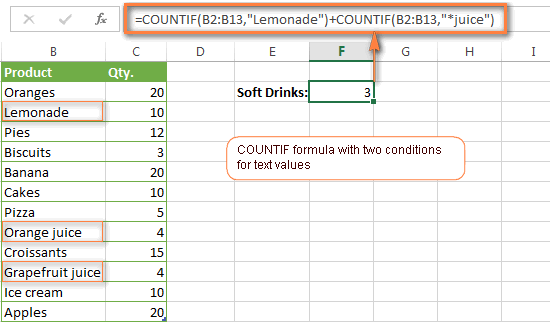 fx =COUNTIF(B2:B13,"Lemonade")+COUNTIF(B2:B13,"*juice")
B C D E F G H I
Product Qty.
Oranges 20 Soft Drinks: 3
Lemonade 10
Pies 12
Biscuits 3
COUNTIF formula with two conditions
for text values
Banana 20
Cakes 10
Pizza 5
Orange juice 4
Croissants 15
Grapefruit juice 4
Ice cream 10
Apples 20